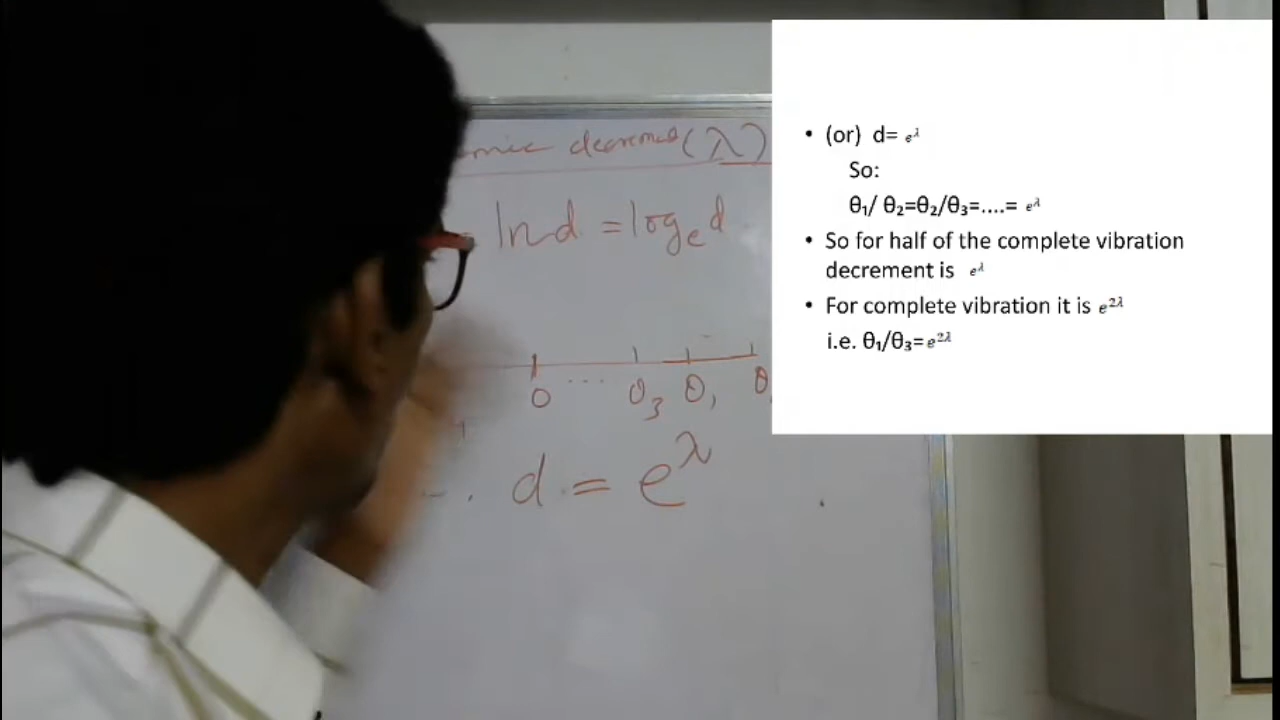 decrement (λ)
ln d = log_e d
0 ... θ₃ θ₁ θ
d = e^λ
• (or) d= e^λ
So:
θ₁/ θ₂=θ₂/θ₃=....= e^λ
• So for half of the complete vibration
decrement is e^λ
• For complete vibration it is e^2λ
i.e. θ₁/θ₃=e^2λ